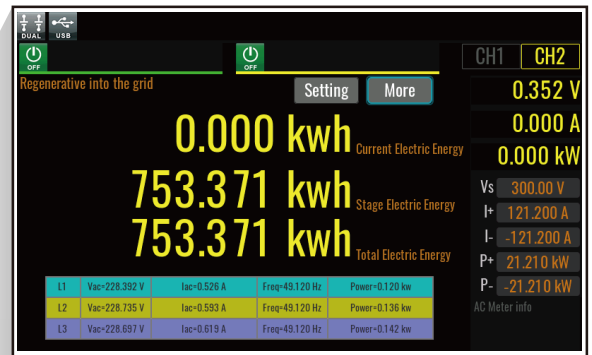 DUAL USB
OFF OFF CH1 CH2
Regenerative into the grid Setting More 0.352 V
0.000 A
0.000 kwh Current Electric Energy 0.000 kW
753.371 kwh Stage Electric Energy Vs 300.00 V
I+ 121.200 A
753.371 kwh Total Electric Energy I- -121.200 A
P+ 21.210 kW
L1 Vac=228.392 V Iac=0.526 A Freq=49.120 Hz Power=0.120 kw P- -21.210 kW
L2 Vac=228.735 V Iac=0.593 A Freq=49.120 Hz Power=0.136 kw AC Meter info
L3 Vac=228.697 V Iac=0.619 A Freq=49.120 Hz Power=0.142 kw